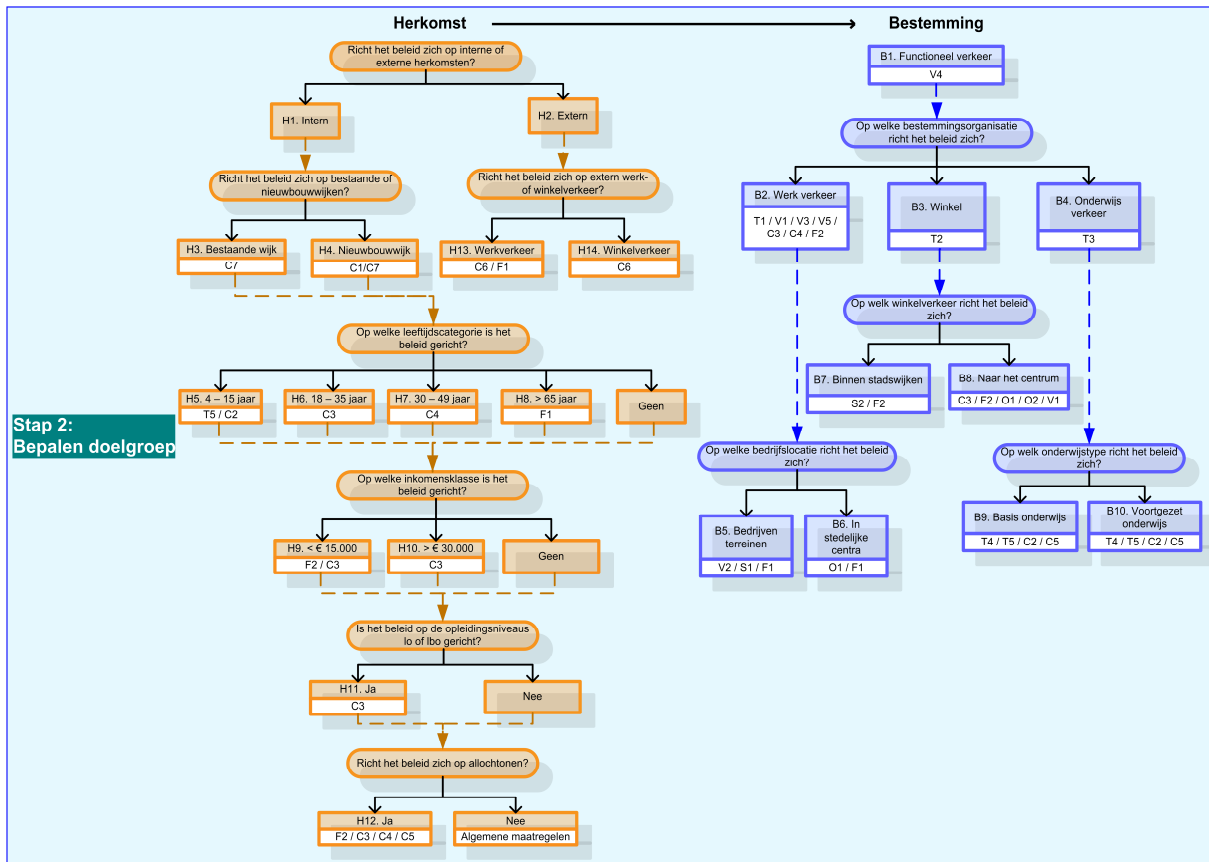 Herkomst
Bestemming
Stap 2:
Bepalen doelgroep
Richt het beleid zich op interne of
externe herkomsten?
H1. Intern
H2. Extern
Richt het beleid zich op bestaande of
nieuwbouwwijken?
Richt het beleid zich op extern werk-
of winkelverkeer?
H3. Bestaande wijk
C7
H4. Nieuwbouwwijk
C1/C7
H13. Werkverkeer
C6 / F1
H14. Winkelverkeer
C6
Op welke leeftijdscategorie is het
beleid gericht?
H5. 4 – 15 jaar
T5 / C2
H6. 18 – 35 jaar
C3
H7. 30 – 49 jaar
C4
H8. > 65 jaar
F1
Geen
Op welke inkomensklasse is het
beleid gericht?
H9. < € 15.000
F2 / C3
H10. > € 30.000
C3
Geen
Is het beleid op de opleidingsniveaus
lo of lbo gericht?
H11. Ja
C3
Nee
Richt het beleid zich op allochtonen?
H12. Ja
F2 / C3 / C4 / C5
Nee
Algemene maatregelen
B1. Functioneel verkeer
V4
Op welke bestemmingsorganisatie
richt het beleid zich?
B2. Werk verkeer
T1 / V1 / V3 / V5 /
C3 / C4 / F2
B3. Winkel
T2
B4. Onderwijs
verkeer
T3
Op welk winkelverkeer richt het beleid
zich?
B7. Binnen stadswijken
S2 / F2
B8. Naar het centrum
C3 / F2 / O1 / O2 / V1
Op welke bedrijfslocatie richt het beleid
zich?
Op welk onderwijstype richt het beleid
zich?
B5. Bedrijven
terreinen
V2 / S1 / F1
B6. In
stedelijke
centra
O1 / F1
B9. Basis onderwijs
T4 / T5 / C2 / C5
B10. Voortgezet
onderwijs
T4 / T5 / C2 / C5